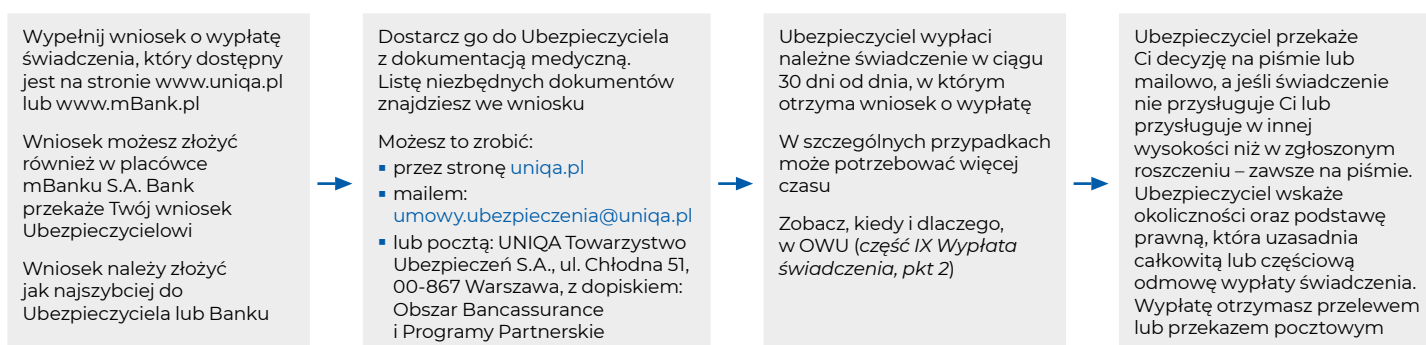 Wypełnij wniosek o wypłatę
świadczenia, który dostępny
jest na stronie www.uniqa.pl
lub www.mBank.pl
Wniosek możesz złożyć
również w placówce
mBanku S.A. Bank
przekaże Twój wniosek
Ubezpieczycielowi
Wniosek należy złożyć
jak najszybciej do
Ubezpieczyciela lub Banku
Dostarcz go do Ubezpieczyciela
z dokumentacją medyczną.
Listę niezbędnych dokumentów
znajdziesz we wniosku
Możesz to zrobić:
▪ przez stronę uniqa.pl
▪ mailem:
umowy.ubezpieczenia@uniqa.pl
▪ lub pocztą: UNIQA Towarzystwo
Ubezpieczeń S.A., ul. Chłodna 51,
00-867 Warszawa, z dopiskiem:
Obszar Bancassurance
i Programy Partnerskie
Ubezpieczyciel wypłaci
należne świadczenie w ciągu
30 dni od dnia, w którym
otrzyma wniosek o wypłatę
W szczególnych przypadkach
może potrzebować więcej
czasu
Zobacz, kiedy i dlaczego,
w OWU (część IX Wypłata
świadczenia, pkt 2)
Ubezpieczyciel przekaże
Ci decyzję na piśmie lub
mailowo, a jeśli świadczenie
nie przysługuje Ci lub
przysługuje w innej
wysokości niż w zgłoszonym
roszczeniu – zawsze na piśmie.
Ubezpieczyciel wskaże
okoliczności oraz podstawę
prawną, która uzasadnia
całkowitą lub częściową
odmowę wypłaty świadczenia.
Wypłatę otrzymasz przelewem
lub przekazem pocztowym